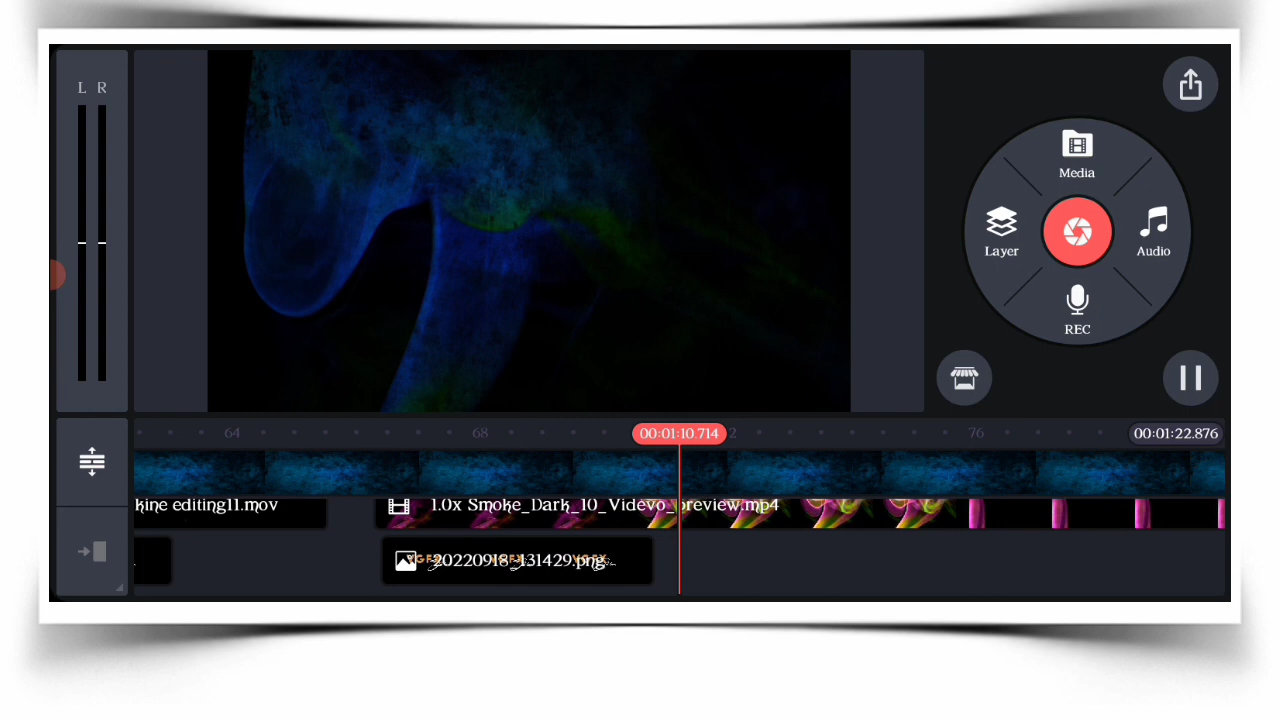 L R
Media
Layer
Audio
REC
64 68 00:01:10.714 2 76 00:01:22.876
kine editing11.mov
1.0x Smoke_Dark_10_Videvo_preview.mp4
20220918_131429.png